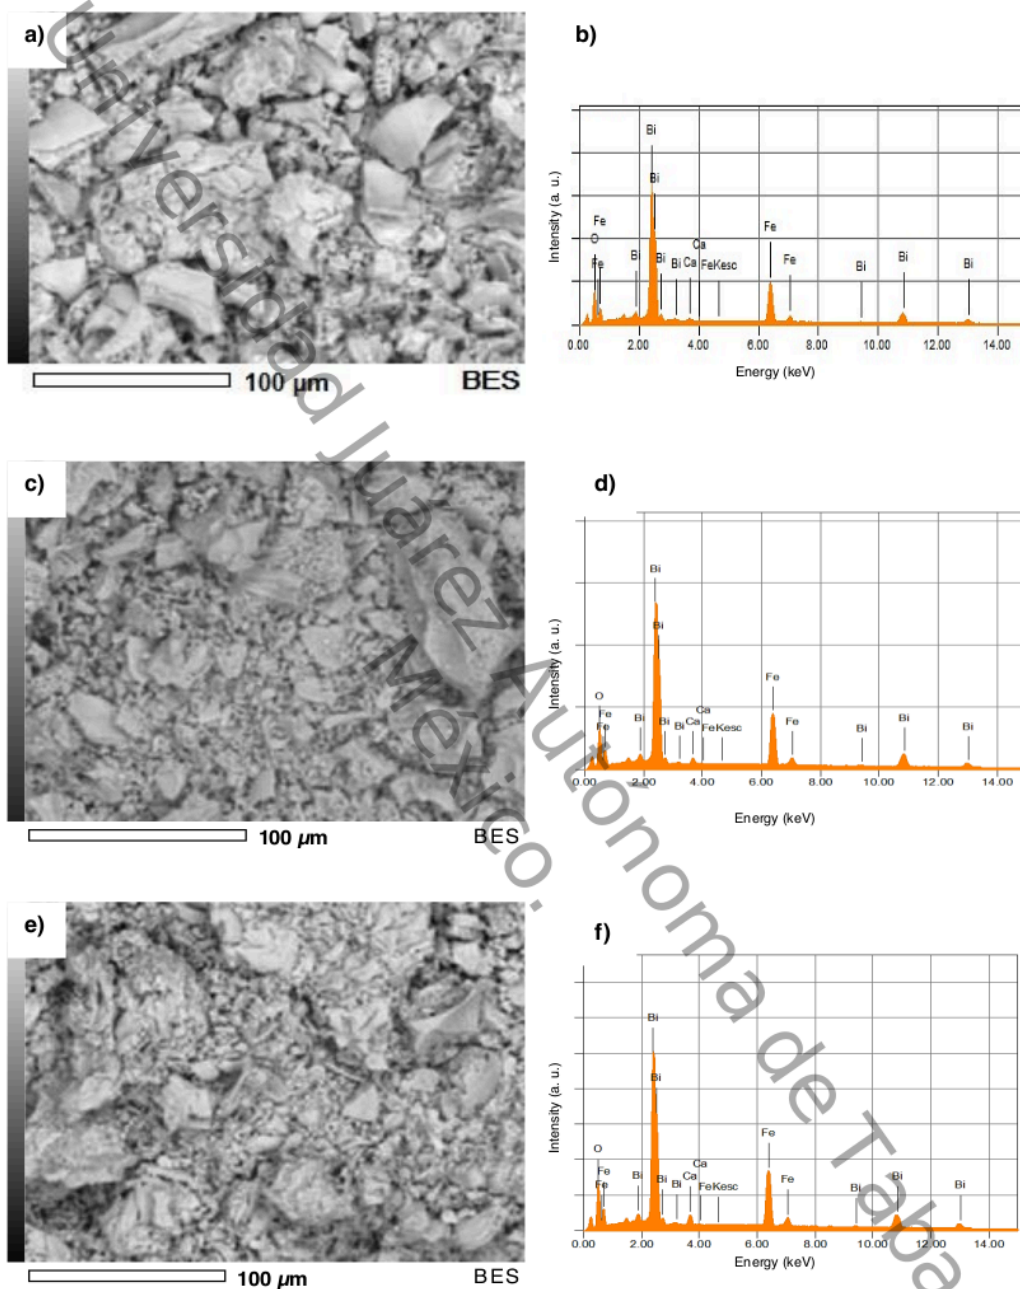 a)
100 µm
BES
b)
Intensity (a. u.)
Bi
Bi
Fe
O
Fe
Bi
Bi
Bi
Ca
Ca
FeKesc
Fe
Fe
Bi
Bi
Bi
0.00 2.00 4.00 6.00 8.00 10.00 12.00 14.00
Energy (keV)
c)
100 µm
BES
d)
Intensity (a. u.)
Bi
Bi
O
Fe
Fe
Bi
Bi
Bi
Ca
Ca
FeKesc
Fe
Fe
Bi
Bi
Bi
0.00 2.00 4.00 6.00 8.00 10.00 12.00 14.00
Energy (keV)
e)
100 µm
BES
f)
Intensity (a. u.)
Bi
Bi
O
Fe
Fe
Bi
Bi
Bi
Ca
Ca
FeKesc
Fe
Fe
Bi
Bi
Bi
0.00 2.00 4.00 6.00 8.00 10.00 12.00 14.00
Energy (keV)
Universidad Juarez Autonoma de Taba
México.